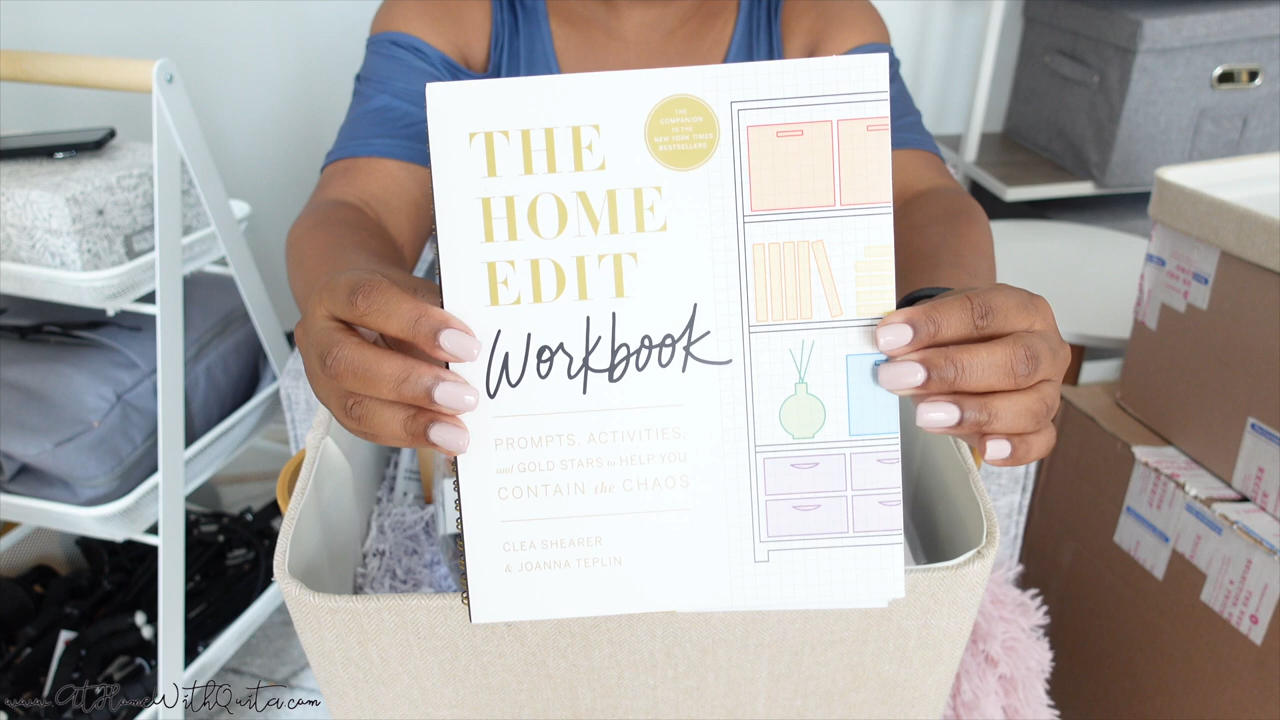 THE
HOME
EDIT
Workbook
THE
COMPANION
TO THE
NEW YORK TIMES
BESTSELLERS
PROMPTS, ACTIVITIES,
and GOLD STARS to HELP YOU
CONTAIN the CHAOS
CLEA SHEARER
& JOANNA TEPLIN
www.AtHomeWithQuita.com